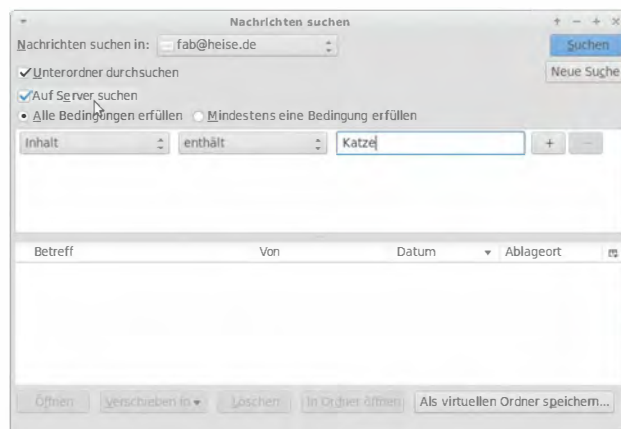 Nachrichten suchen
Nachrichten suchen in: fab@heise.de
Suchen
Unterordner durchsuchen
Neue Suche
Auf Server suchen
Alle Bedingungen erfüllen Mindestens eine Bedingung erfüllen
Inhalt enthält Katze + −
Betreff Von Datum Ablageort
Öffnen Verschieben in Löschen In Ordner öffnen Als virtuellen Ordner speichern...